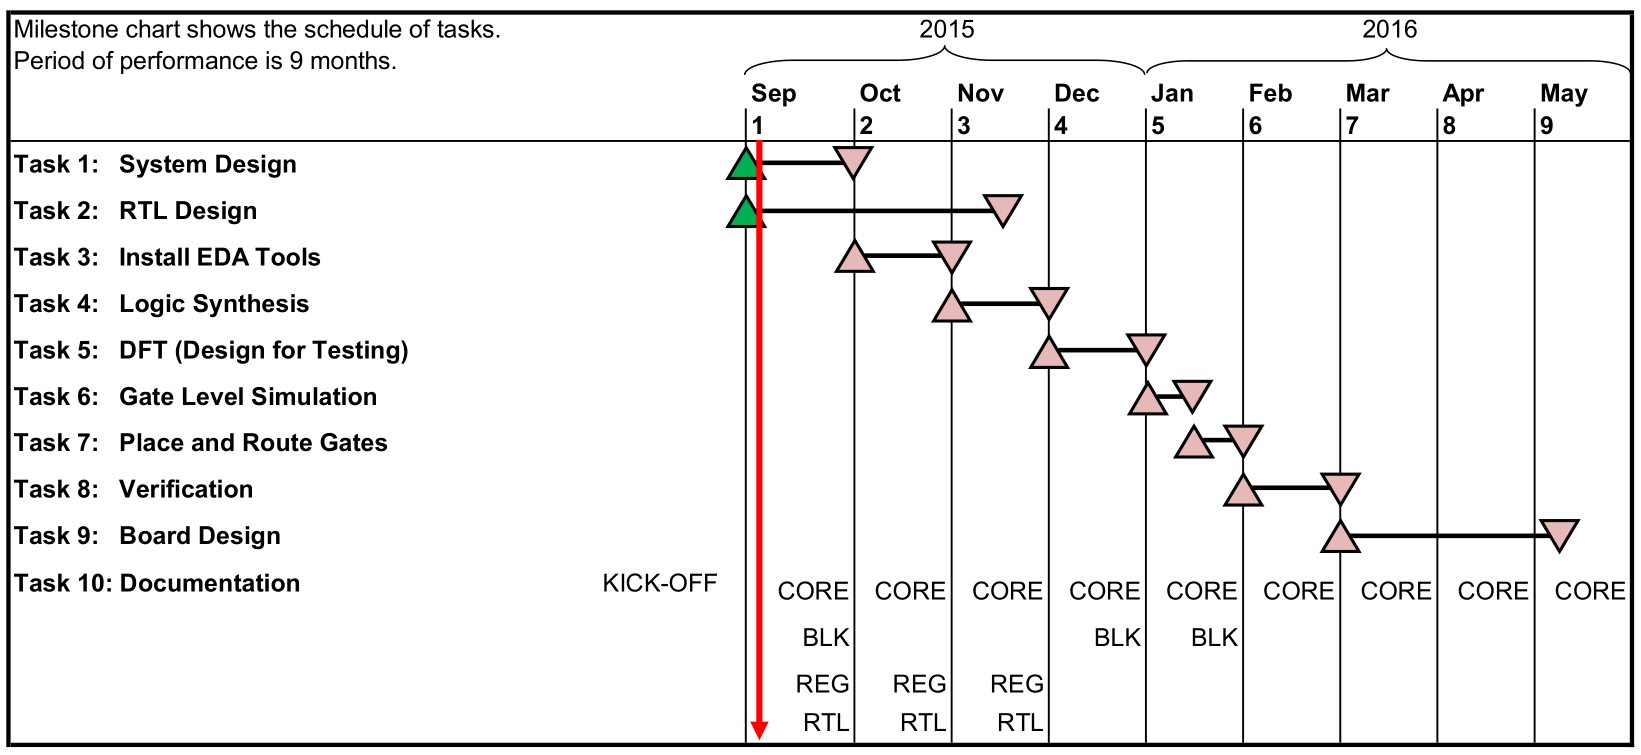 Milestone chart shows the schedule of tasks.
Period of performance is 9 months.
2015 2016
Sep Oct Nov Dec Jan Feb Mar Apr May
1 2 3 4 5 6 7 8 9
Task 1: System Design
Task 2: RTL Design
Task 3: Install EDA Tools
Task 4: Logic Synthesis
Task 5: DFT (Design for Testing)
Task 6: Gate Level Simulation
Task 7: Place and Route Gates
Task 8: Verification
Task 9: Board Design
Task 10: Documentation KICK-OFF CORE CORE CORE CORE CORE CORE CORE CORE CORE
BLK BLK BLK
REG REG REG
RTL RTL RTL